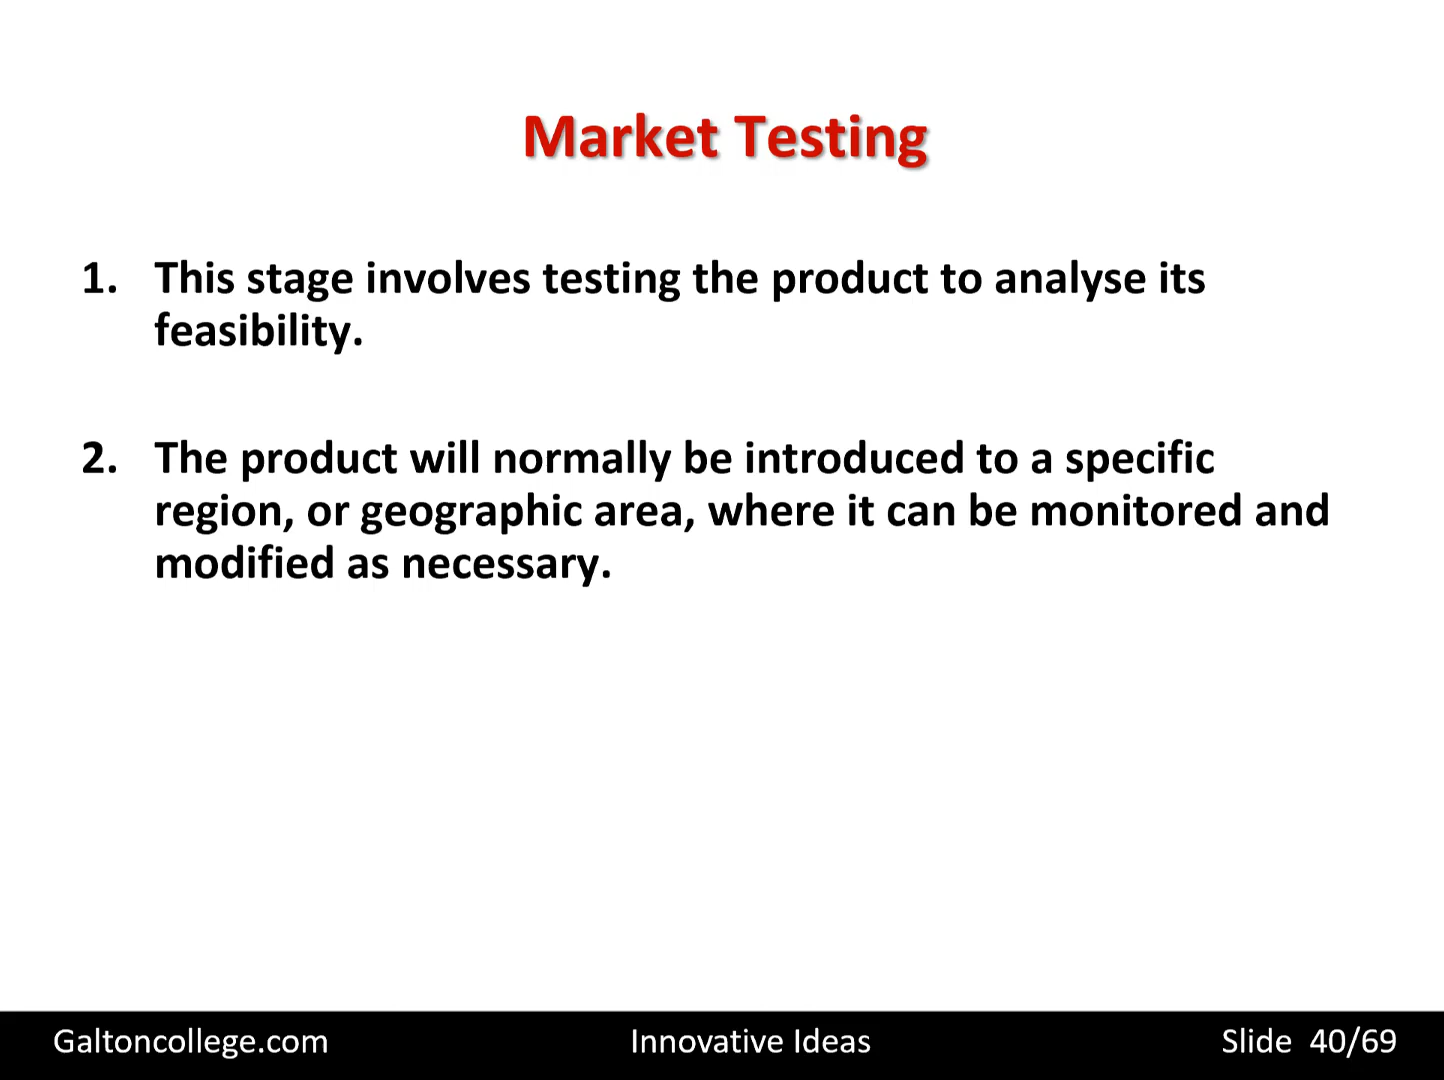 Market Testing
1. This stage involves testing the product to analyse its
feasibility.
2. The product will normally be introduced to a specific
region, or geographic area, where it can be monitored and
modified as necessary.
Galtoncollege.com Innovative Ideas Slide 40/69